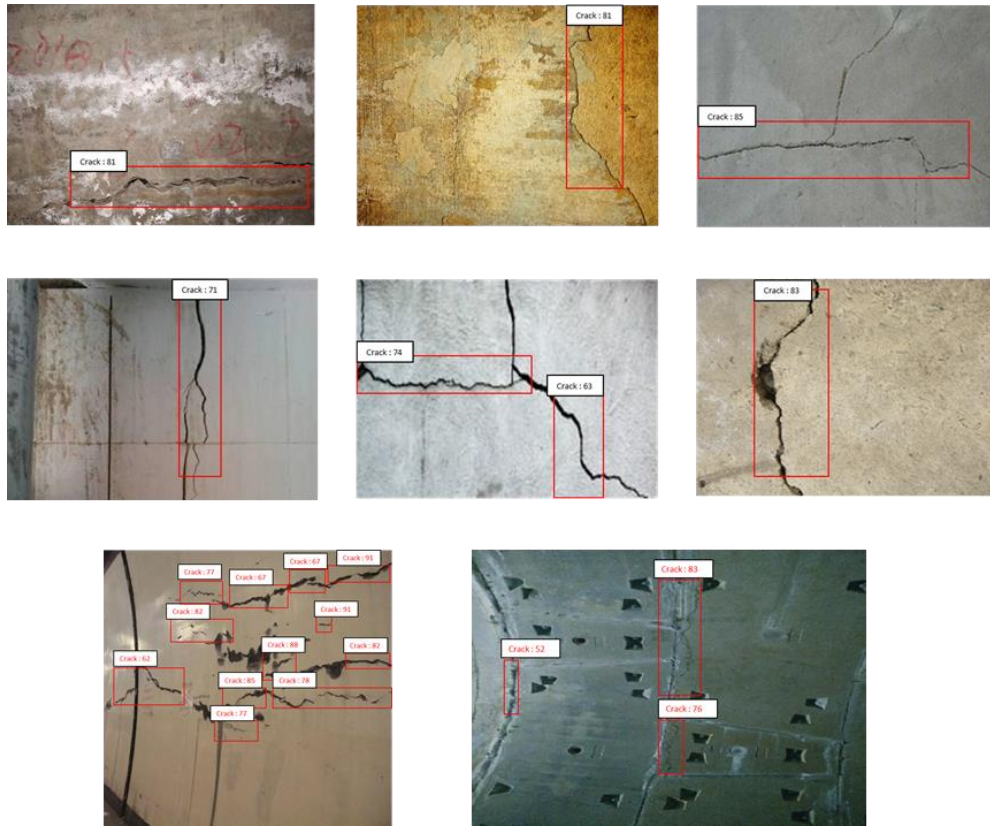 Crack : 81
Crack : 81
Crack : 85
Crack : 71
Crack : 74
Crack : 63
Crack : 83
Crack : 77
Crack : 67
Crack : 67
Crack : 91
Crack : 82
Crack : 91
Crack : 62
Crack : 88
Crack : 82
Crack : 85
Crack : 78
Crack : 77
Crack : 83
Crack : 52
Crack : 76